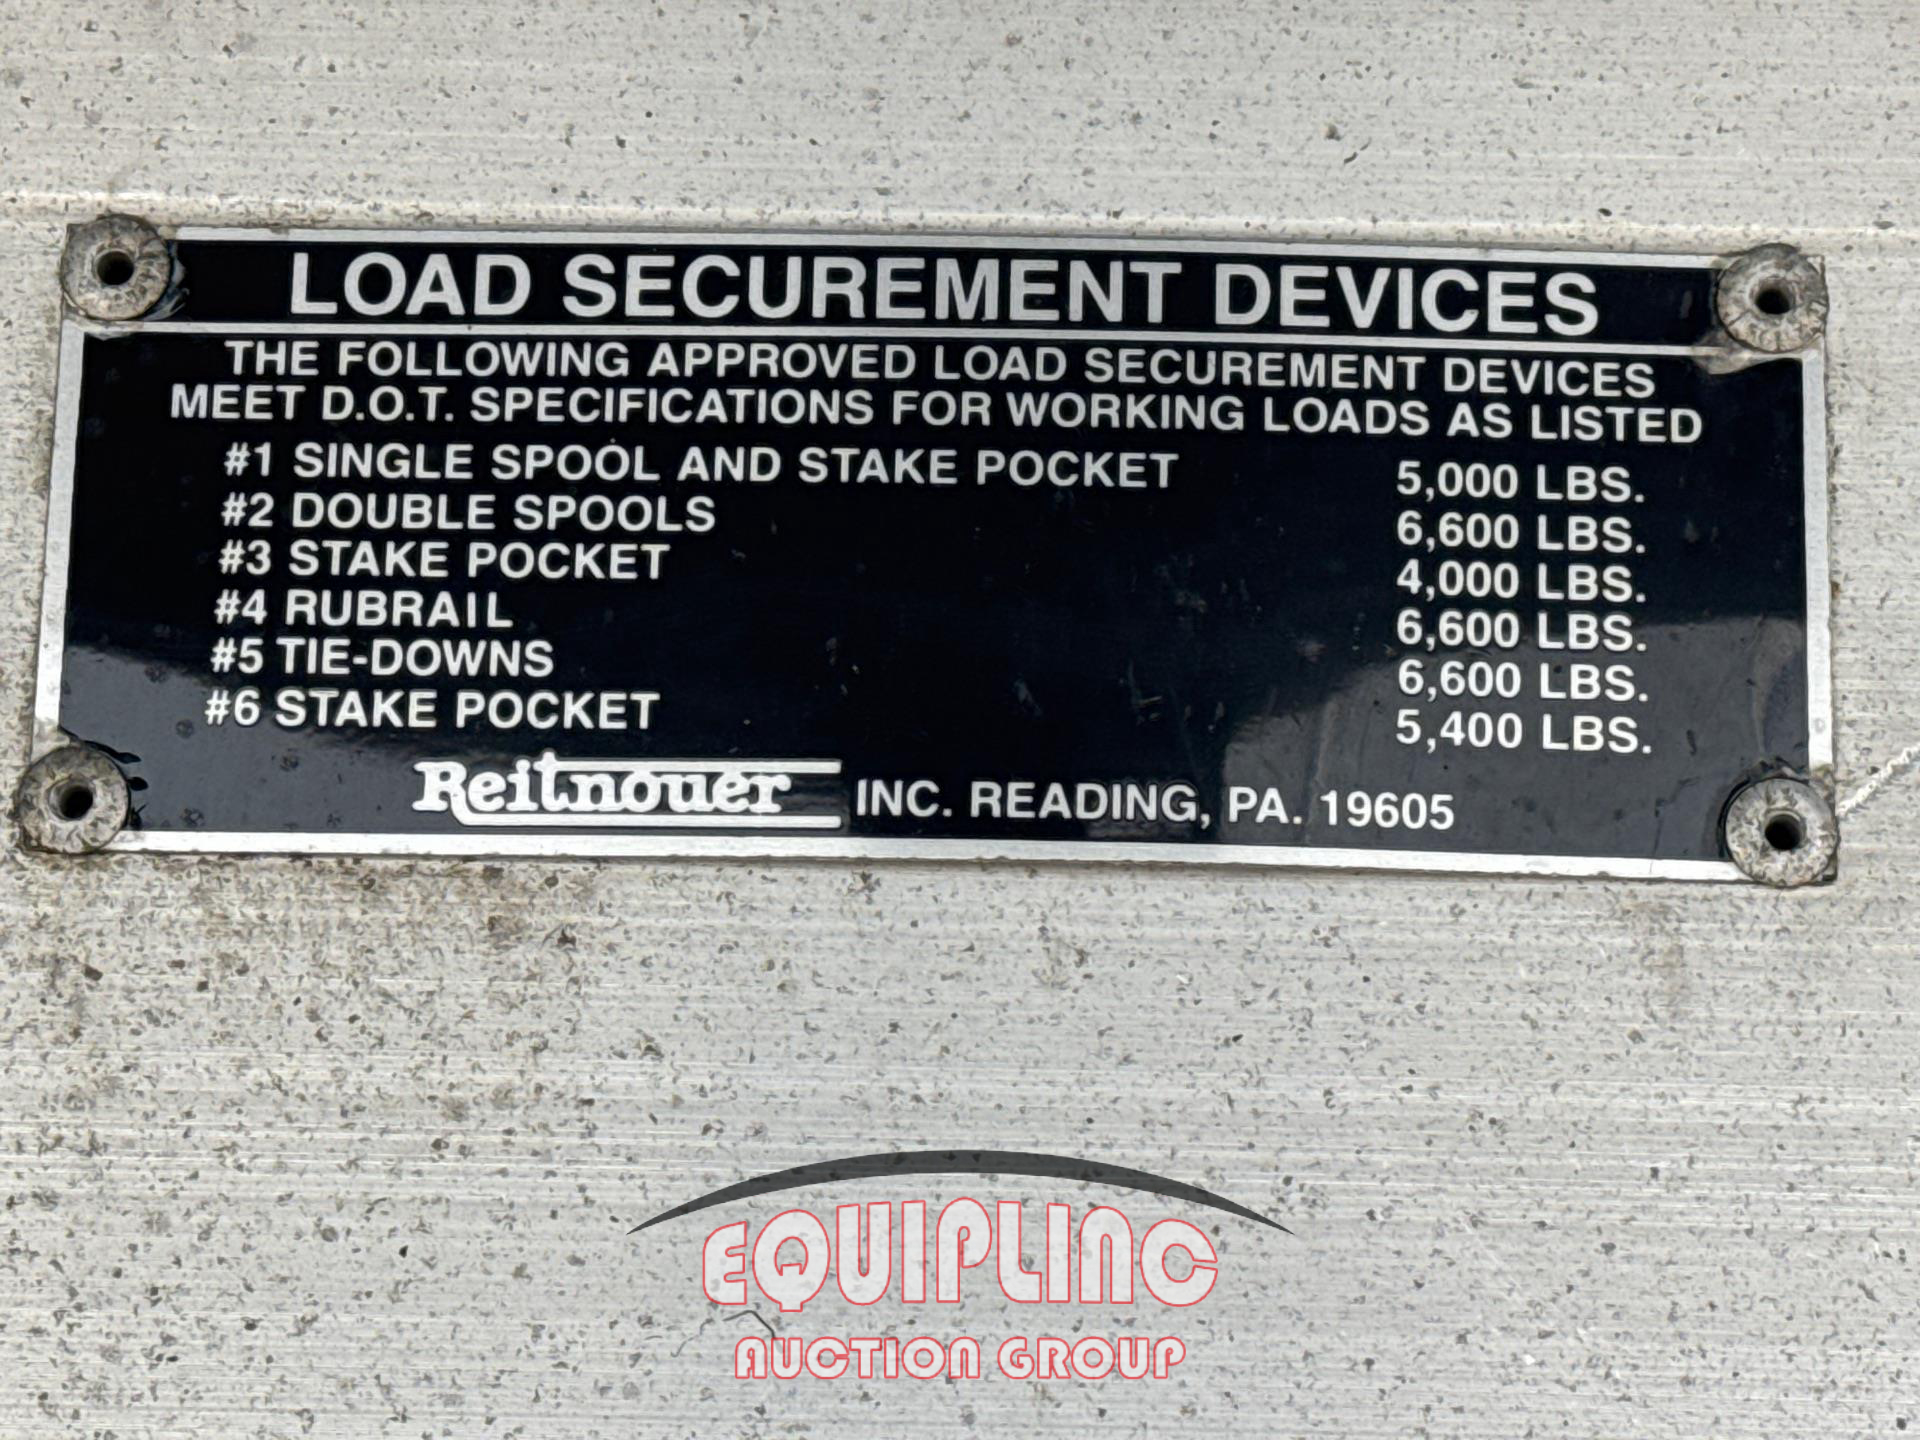 LOAD SECUREMENT DEVICES
THE FOLLOWING APPROVED LOAD SECUREMENT DEVICES
MEET D.O.T. SPECIFICATIONS FOR WORKING LOADS AS LISTED
#1 SINGLE SPOOL AND STAKE POCKET 5,000 LBS.
#2 DOUBLE SPOOLS 6,600 LBS.
#3 STAKE POCKET 4,000 LBS.
#4 RUBRAIL 6,600 LBS.
#5 TIE-DOWNS 6,600 LBS.
#6 STAKE POCKET 5,400 LBS.
Reitnouer INC. READING, PA. 19605
EQUIPLINC
AUCTION GROUP